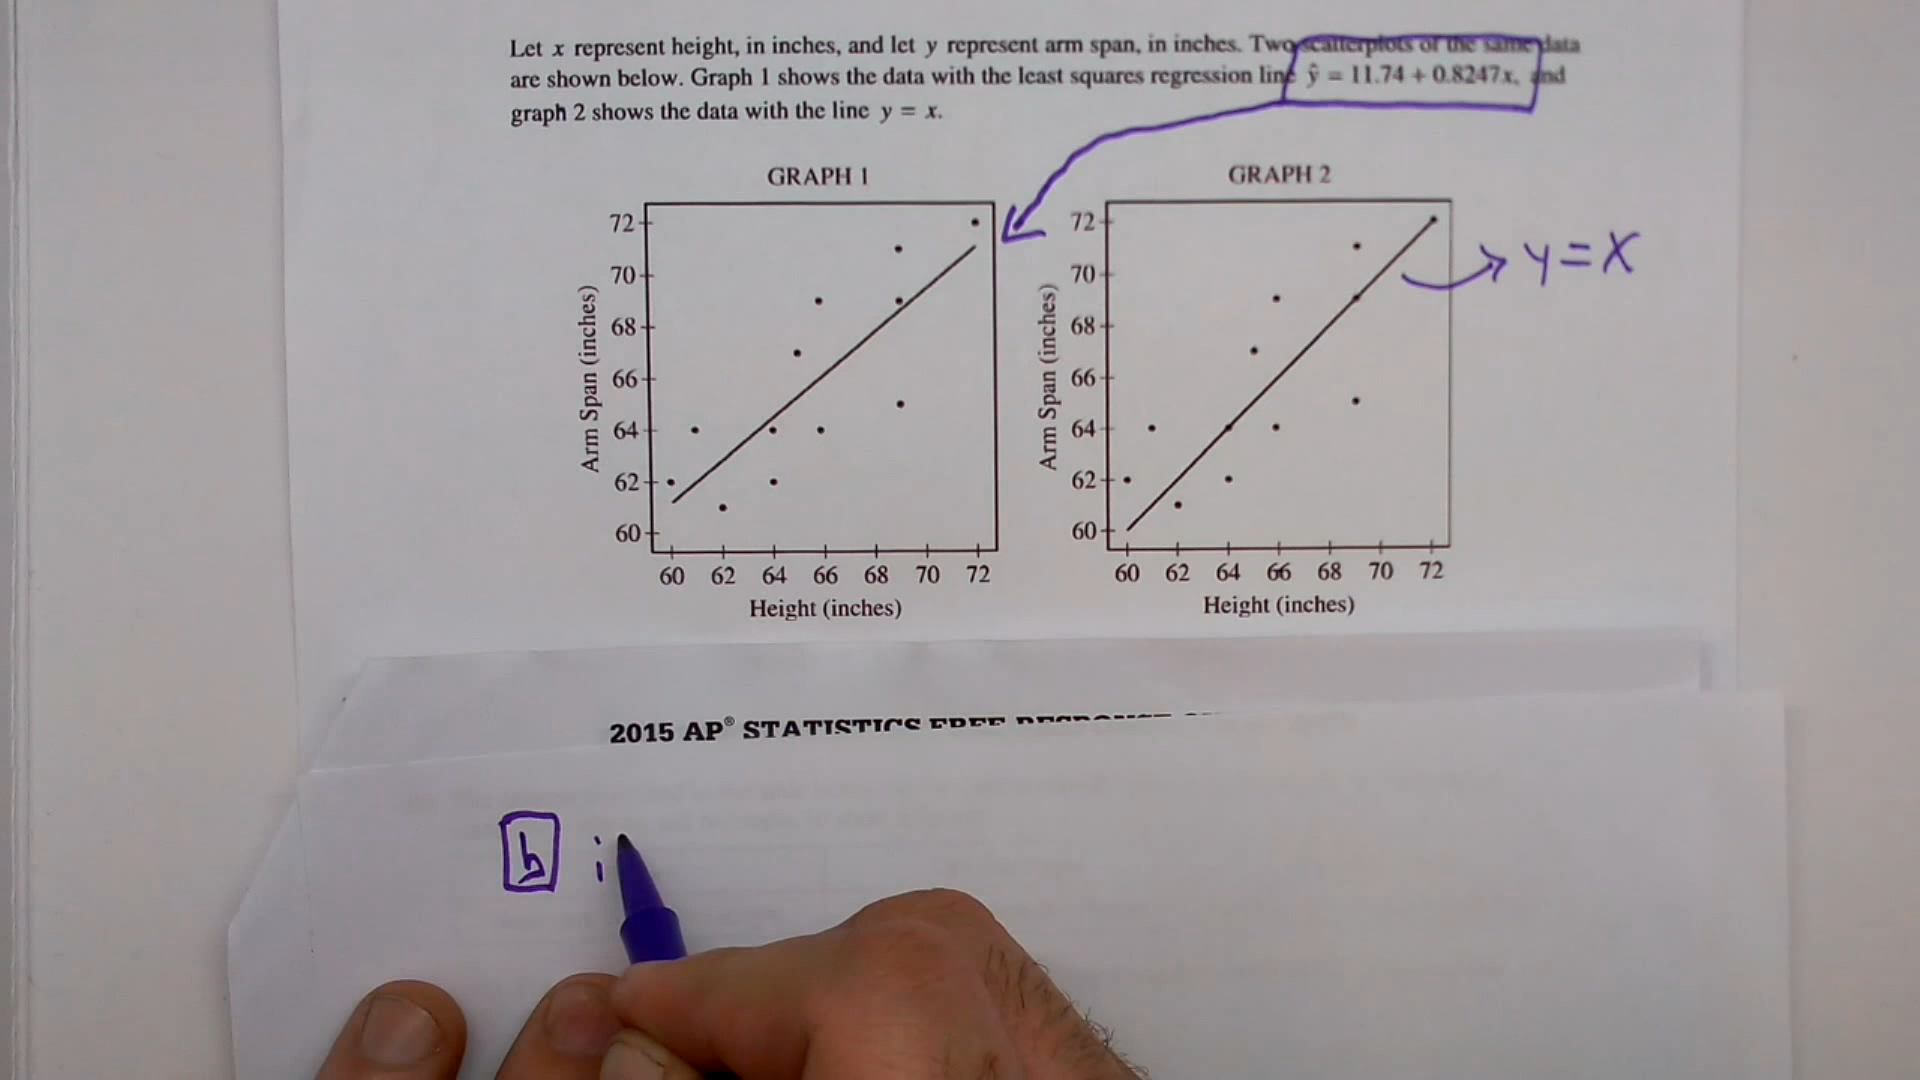 Let x represent height, in inches, and let y represent arm span, in inches. Two scatterplots of the same data
are shown below. Graph 1 shows the data with the least squares regression line ŷ = 11.74 + 0.8247x, and
graph 2 shows the data with the line y = x.
GRAPH 1
72
70
68
66
64
62
60
Arm Span (inches)
60 62 64 66 68 70 72
Height (inches)
GRAPH 2
72
70
68
66
64
62
60
Arm Span (inches)
60 62 64 66 68 70 72
Height (inches)
y = x
2015 AP® STATISTICS FREE RESPONSE
b i